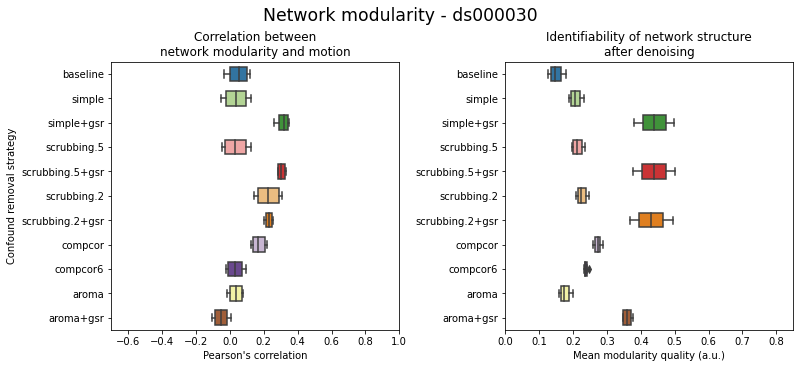 Network modularity - ds000030
Correlation between
network modularity and motion
Confound removal strategy
baseline
simple
simple+gsr
scrubbing.5
scrubbing.5+gsr
scrubbing.2
scrubbing.2+gsr
compcor
compcor6
aroma
aroma+gsr
−0.6 −0.4 −0.2 0.0 0.2 0.4 0.6 0.8 1.0
Pearson's correlation
Identifiability of network structure
after denoising
baseline
simple
simple+gsr
scrubbing.5
scrubbing.5+gsr
scrubbing.2
scrubbing.2+gsr
compcor
compcor6
aroma
aroma+gsr
0.0 0.1 0.2 0.3 0.4 0.5 0.6 0.7 0.8
Mean modularity quality (a.u.)